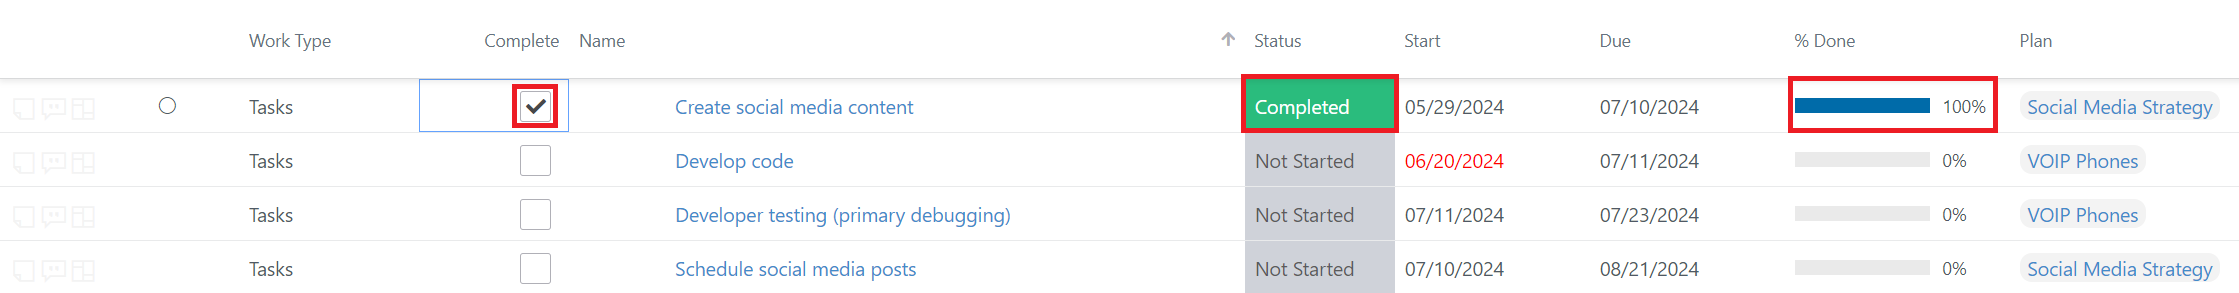 Work Type Complete Name Status Start Due % Done Plan
Tasks Create social media content Completed 05/29/2024 07/10/2024 100% Social Media Strategy
Tasks Develop code Not Started 06/20/2024 07/11/2024 0% VOIP Phones
Tasks Developer testing (primary debugging) Not Started 07/11/2024 07/23/2024 0% VOIP Phones
Tasks Schedule social media posts Not Started 07/10/2024 08/21/2024 0% Social Media Strategy